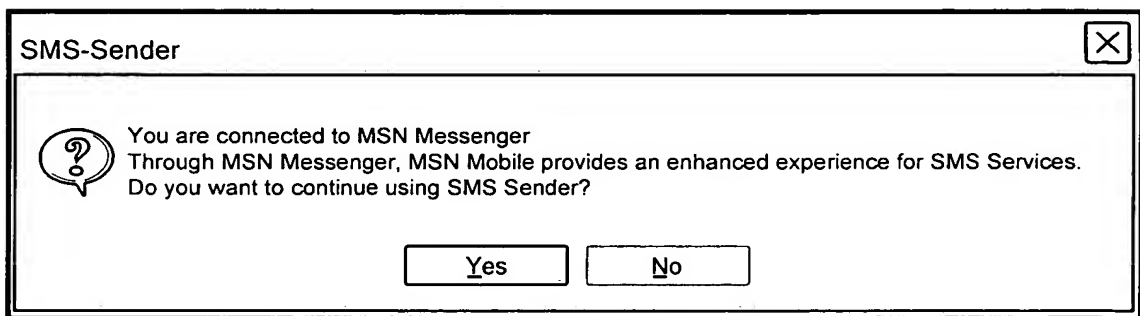 SMS-Sender
You are connected to MSN Messenger
Through MSN Messenger, MSN Mobile provides an enhanced experience for SMS Services.
Do you want to continue using SMS Sender?
Yes No